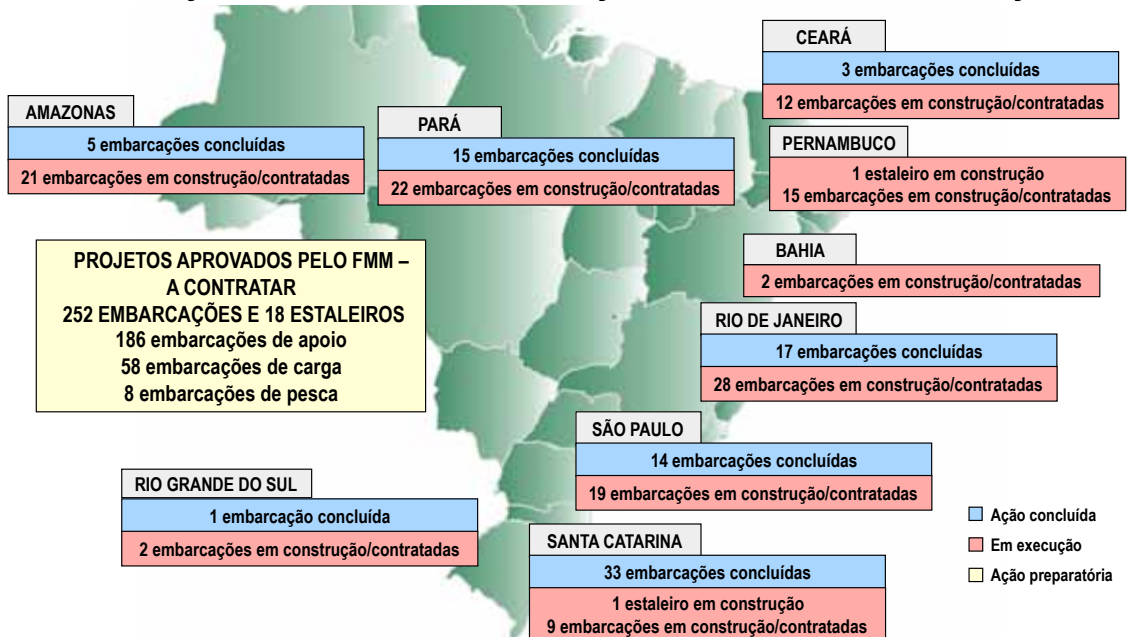 CEARÁ
3 embarcações concluídas
12 embarcações em construção/contratadas
AMAZONAS
5 embarcações concluídas
21 embarcações em construção/contratadas
PARÁ
15 embarcações concluídas
22 embarcações em construção/contratadas
PERNAMBUCO
1 estaleiro em construção
15 embarcações em construção/contratadas
PROJETOS APROVADOS PELO FMM –
A CONTRATAR
252 EMBARCAÇÕES E 18 ESTALEIROS
186 embarcações de apoio
58 embarcações de carga
8 embarcações de pesca
BAHIA
2 embarcações em construção/contratadas
RIO DE JANEIRO
17 embarcações concluídas
28 embarcações em construção/contratadas
SÃO PAULO
14 embarcações concluídas
19 embarcações em construção/contratadas
RIO GRANDE DO SUL
1 embarcação concluída
2 embarcações em construção/contratadas
SANTA CATARINA
33 embarcações concluídas
1 estaleiro em construção
9 embarcações em construção/contratadas
Ação concluída
Em execução
Ação preparatória